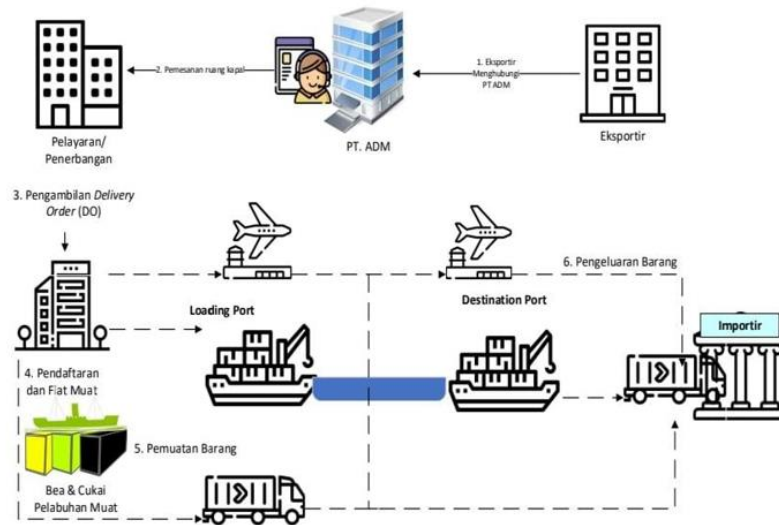 2. Pemesanan ruang kapal
1. Eksportir
Menghubungi
PT ADM
Pelayaran/
Penerbangan
PT. ADM
Eksportir
3. Pengambilan Delivery
Order (DO)
6. Pengeluaran Barang
Loading Port
Destination Port
Importir
4. Pendaftaran
dan Fiat Muat
5. Pemuatan Barang
Bea & Cukai
Pelabuhan Muat